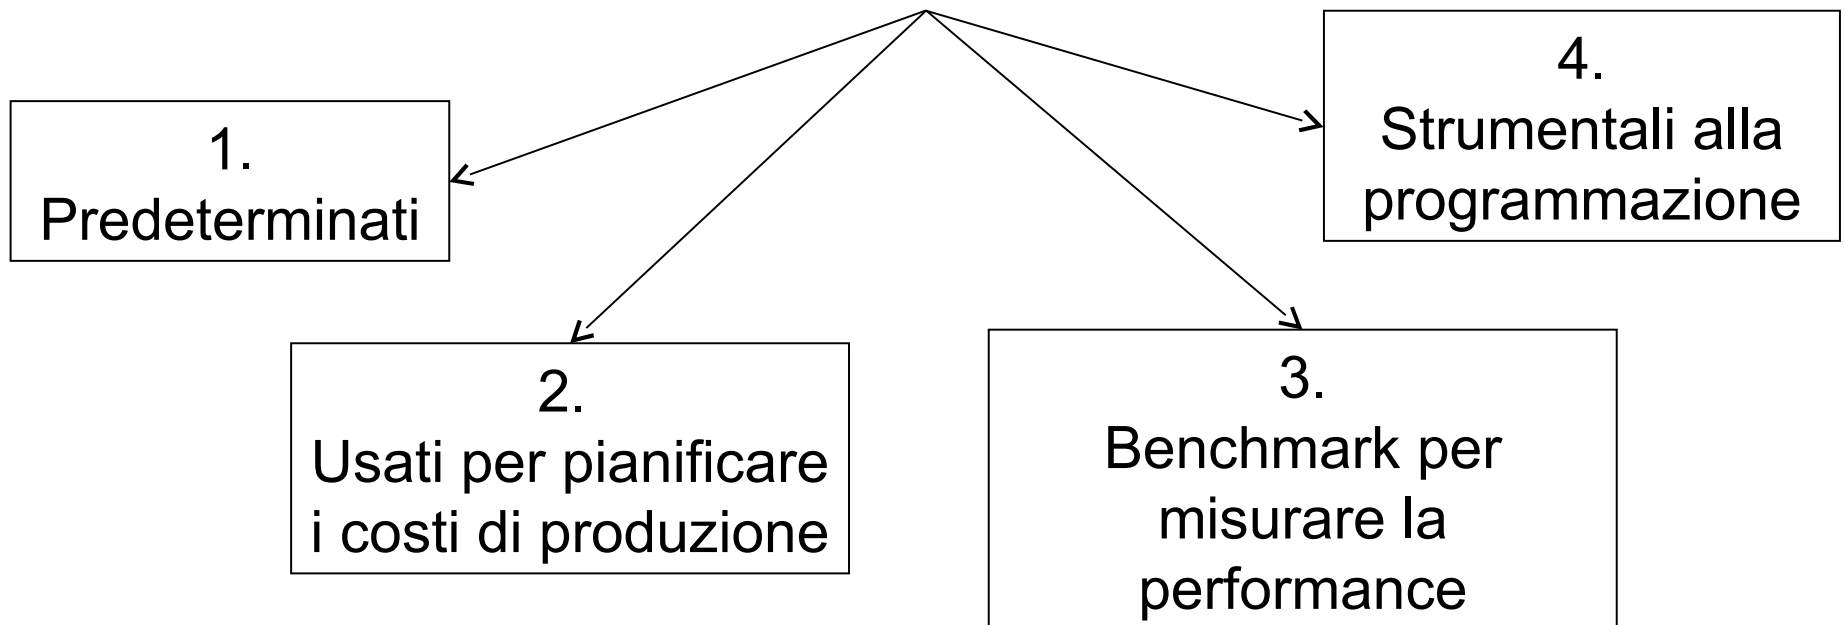 1.
Predeterminati
2.
Usati per pianificare
i costi di produzione
3.
Benchmark per
misurare la
performance
4.
Strumentali alla
programmazione